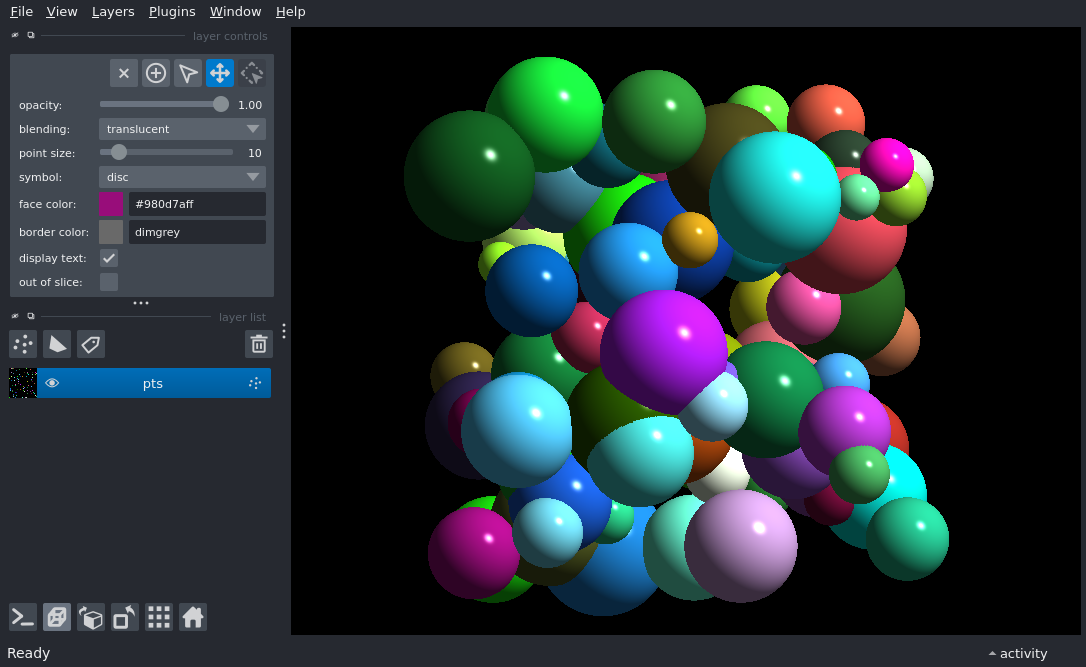 File View Layers Plugins Window Help
layer controls
opacity: 1.00
blending: translucent
point size: 10
symbol: disc
face color: #980d7aff
border color: dimgrey
display text:
out of slice:
layer list
pts
Ready
activity